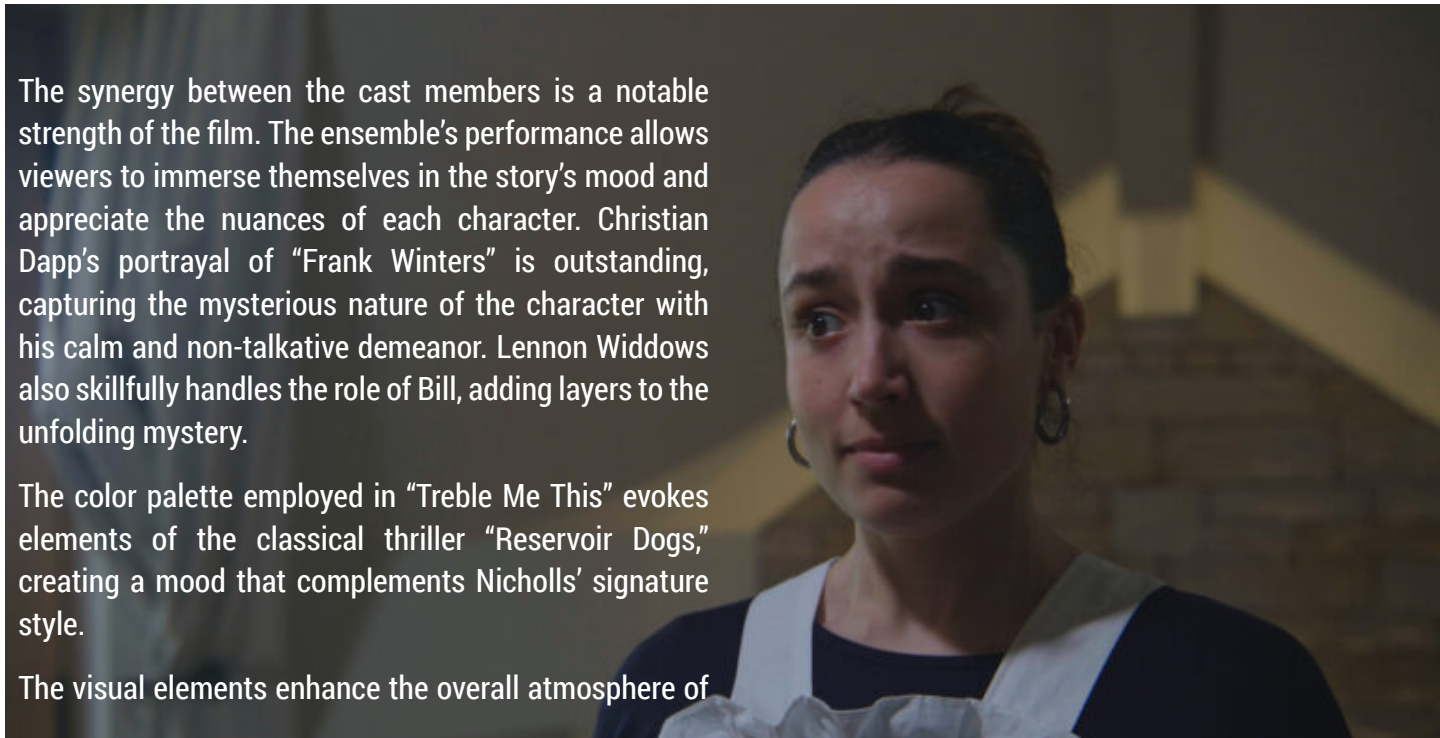 The synergy between the cast members is a notable
strength of the film. The ensemble’s performance allows
viewers to immerse themselves in the story’s mood and
appreciate the nuances of each character. Christian
Dapp’s portrayal of “Frank Winters” is outstanding,
capturing the mysterious nature of the character with
his calm and non-talkative demeanor. Lennon Widdows
also skillfully handles the role of Bill, adding layers to the
unfolding mystery.
The color palette employed in “Treble Me This” evokes
elements of the classical thriller “Reservoir Dogs,”
creating a mood that complements Nicholls’ signature
style.
The visual elements enhance the overall atmosphere of